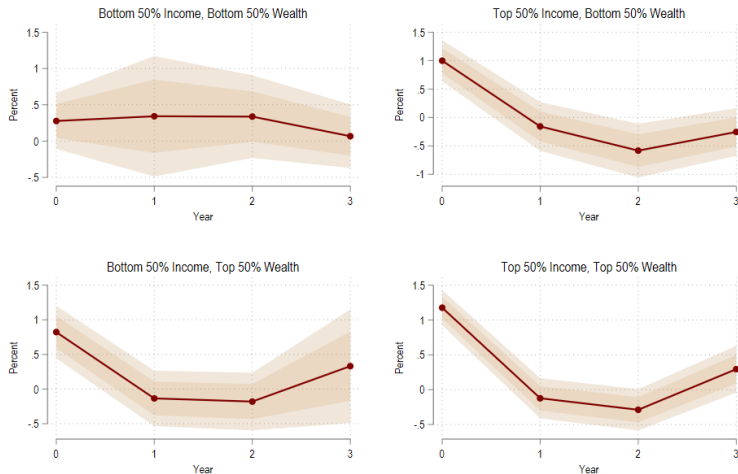 Bottom 50% Income, Bottom 50% Wealth
1.5
1
.5
0
-.5
Percent
0 1 2 3
Year
Top 50% Income, Bottom 50% Wealth
1.5
1
.5
0
-.5
-1
Percent
0 1 2 3
Year
Bottom 50% Income, Top 50% Wealth
1.5
1
.5
0
-.5
Percent
0 1 2 3
Year
Top 50% Income, Top 50% Wealth
1.5
1
.5
0
-.5
Percent
0 1 2 3
Year